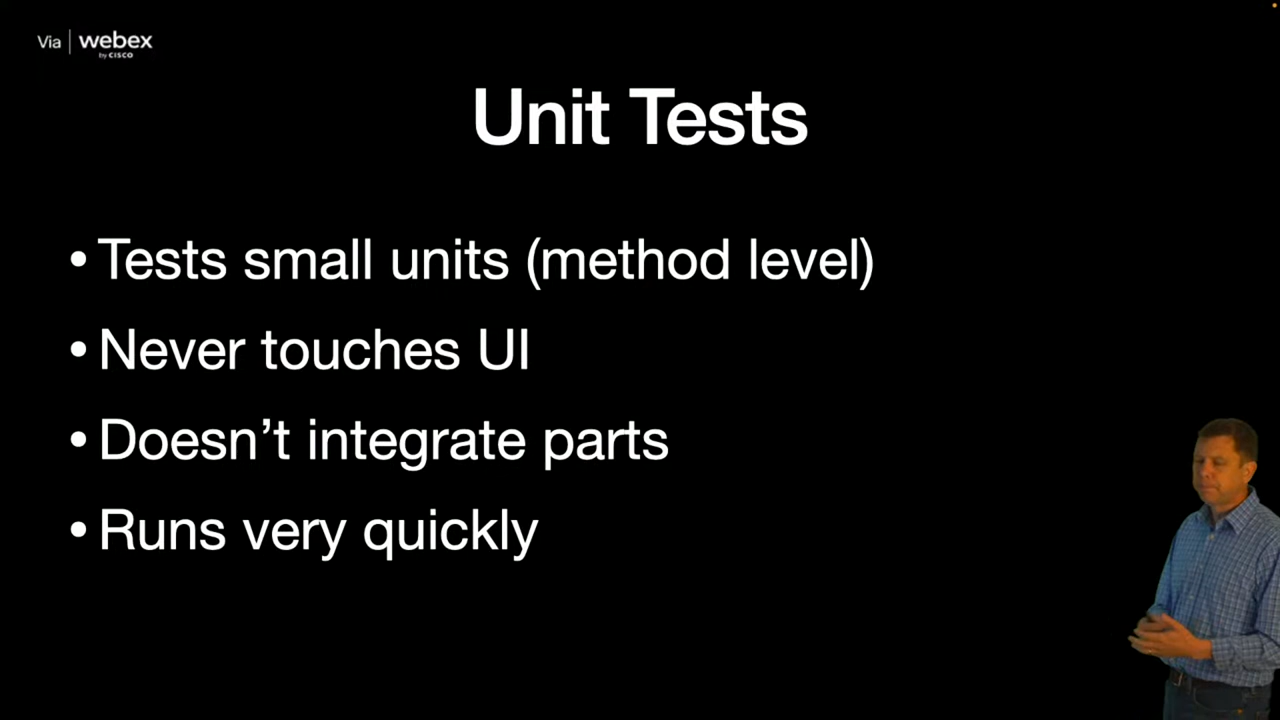 Via | webex
by CISCO
Unit Tests
• Tests small units (method level)
• Never touches UI
• Doesn’t integrate parts
• Runs very quickly